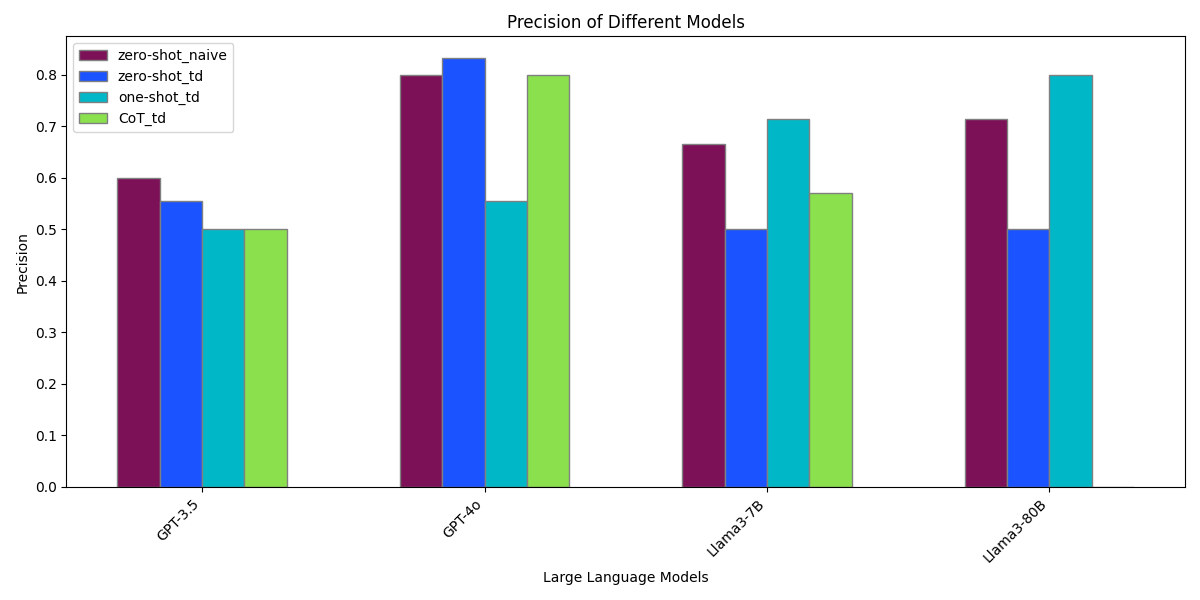 Precision of Different Models
zero-shot_naive
zero-shot_td
one-shot_td
CoT_td
0.8
0.7
0.6
0.5
0.4
0.3
0.2
0.1
0.0
Precision
GPT-3.5
GPT-4o
Llama3-7B
Llama3-80B
Large Language Models